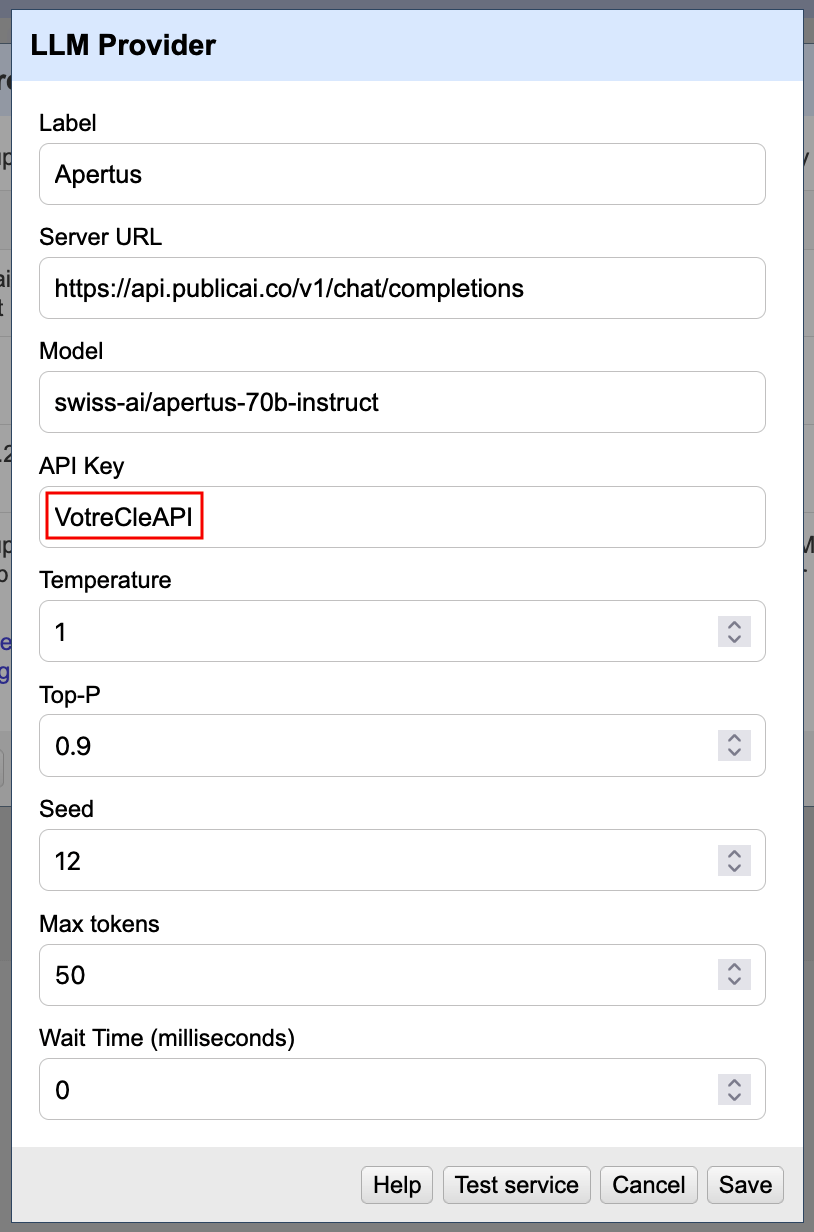 LLM Provider
Label
Apertus
Server URL
https://api.publicai.co/v1/chat/completions
Model
swiss-ai/apertus-70b-instruct
API Key
VotreCleAPI
Temperature
1
Top-P
0.9
Seed
12
Max tokens
50
Wait Time (milliseconds)
0
Help Test service Cancel Save